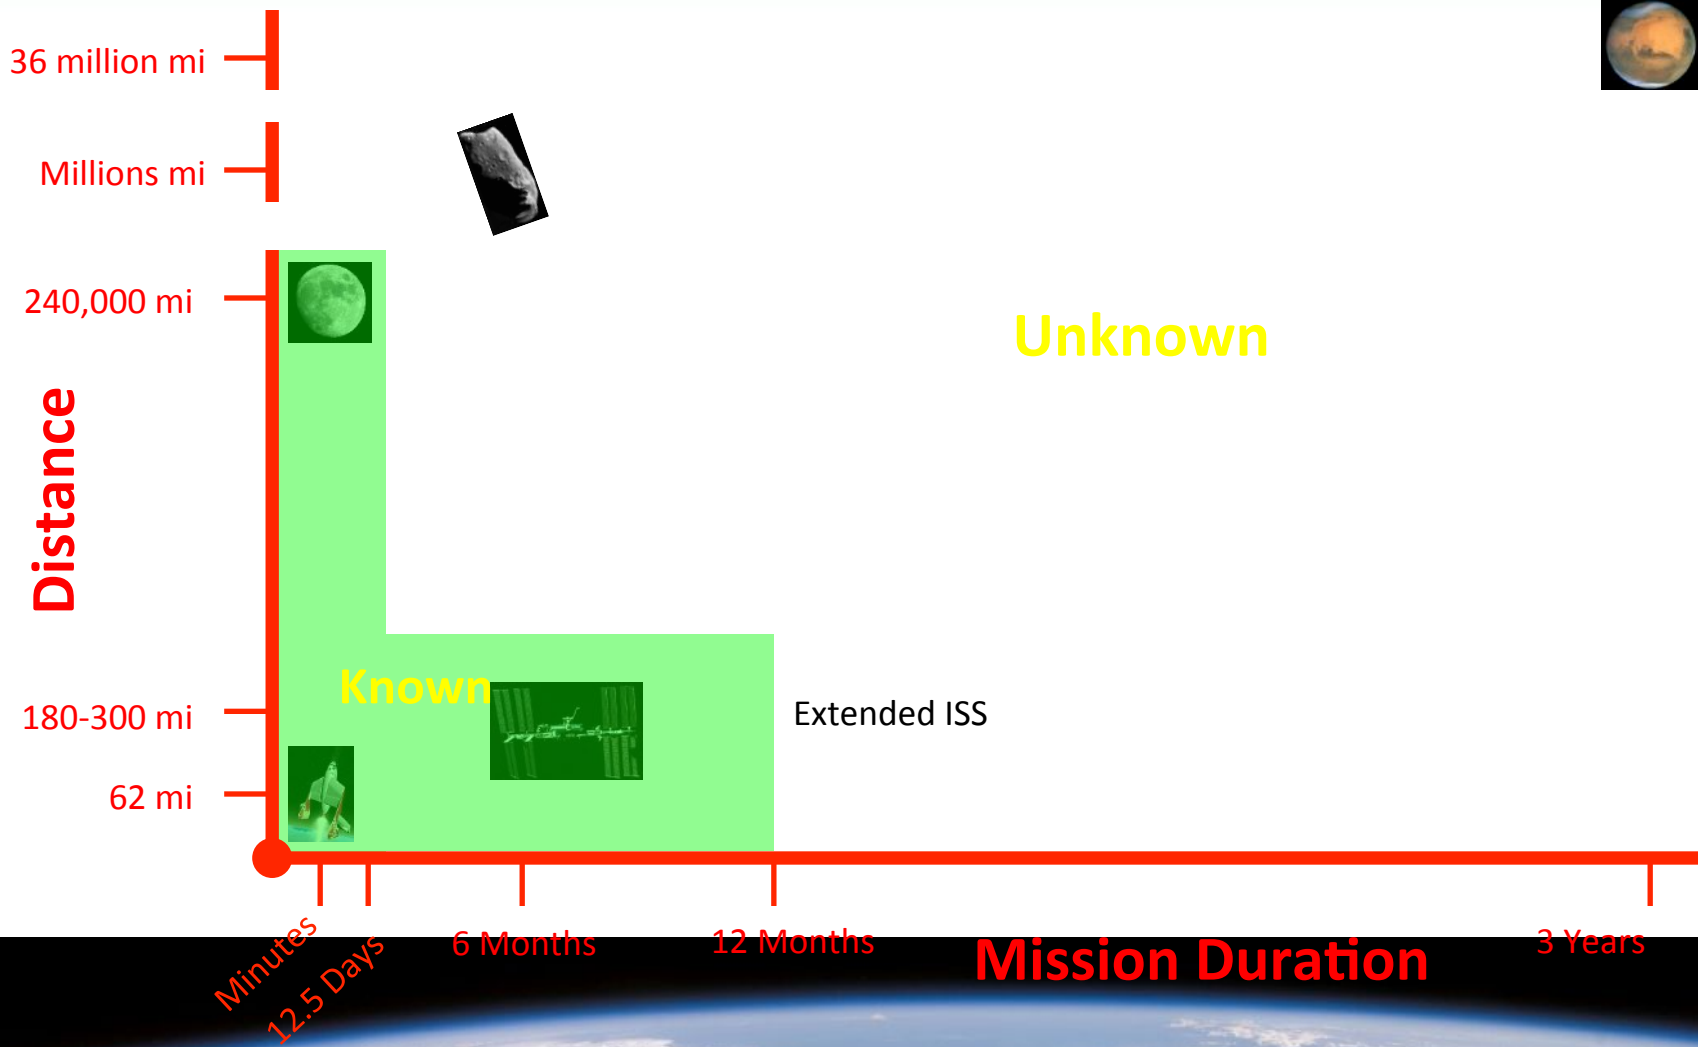 36 million mi
Millions mi
240,000 mi
Unknown
Distance
Known
180-300 mi
Extended ISS
62 mi
Minutes
12.5 Days
6 Months
12 Months
Mission Duration
3 Years